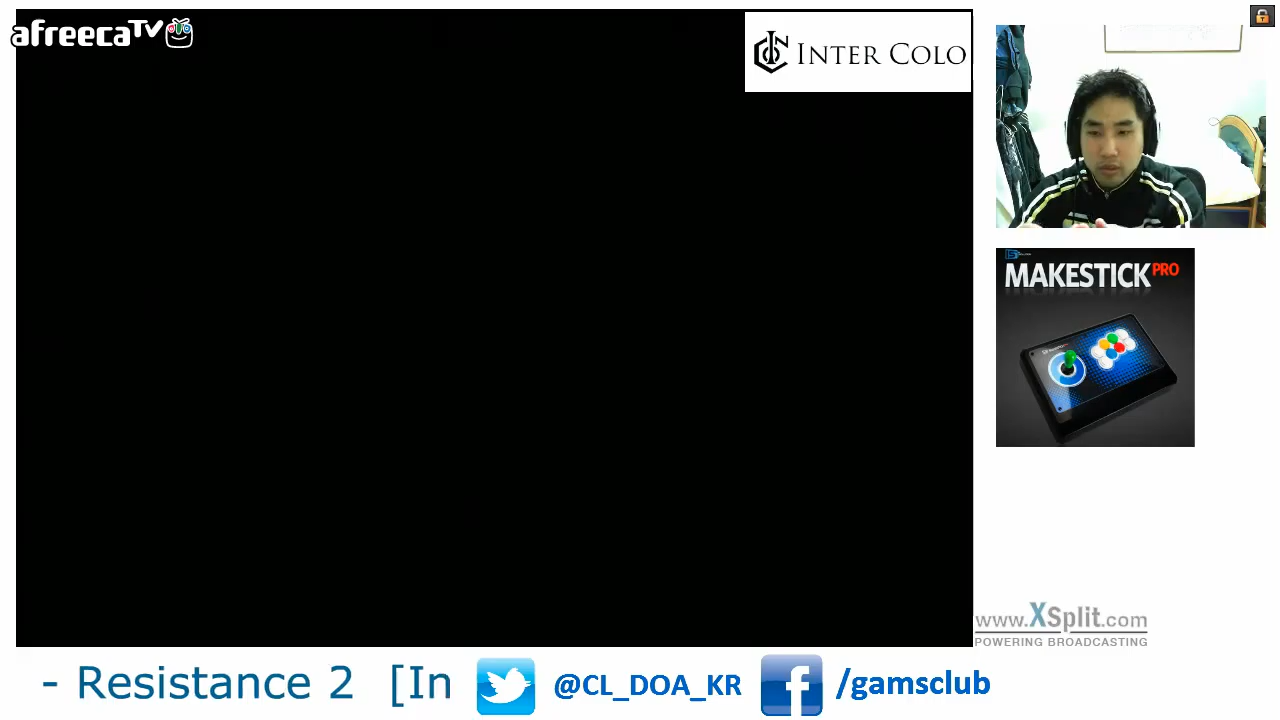 afreecaTV
INTER COLO
MAKESTICK PRO
www.XSplit.com
POWERING BROADCASTING
- Resistance 2 [In
@CL_DOA_KR
/gamsclub